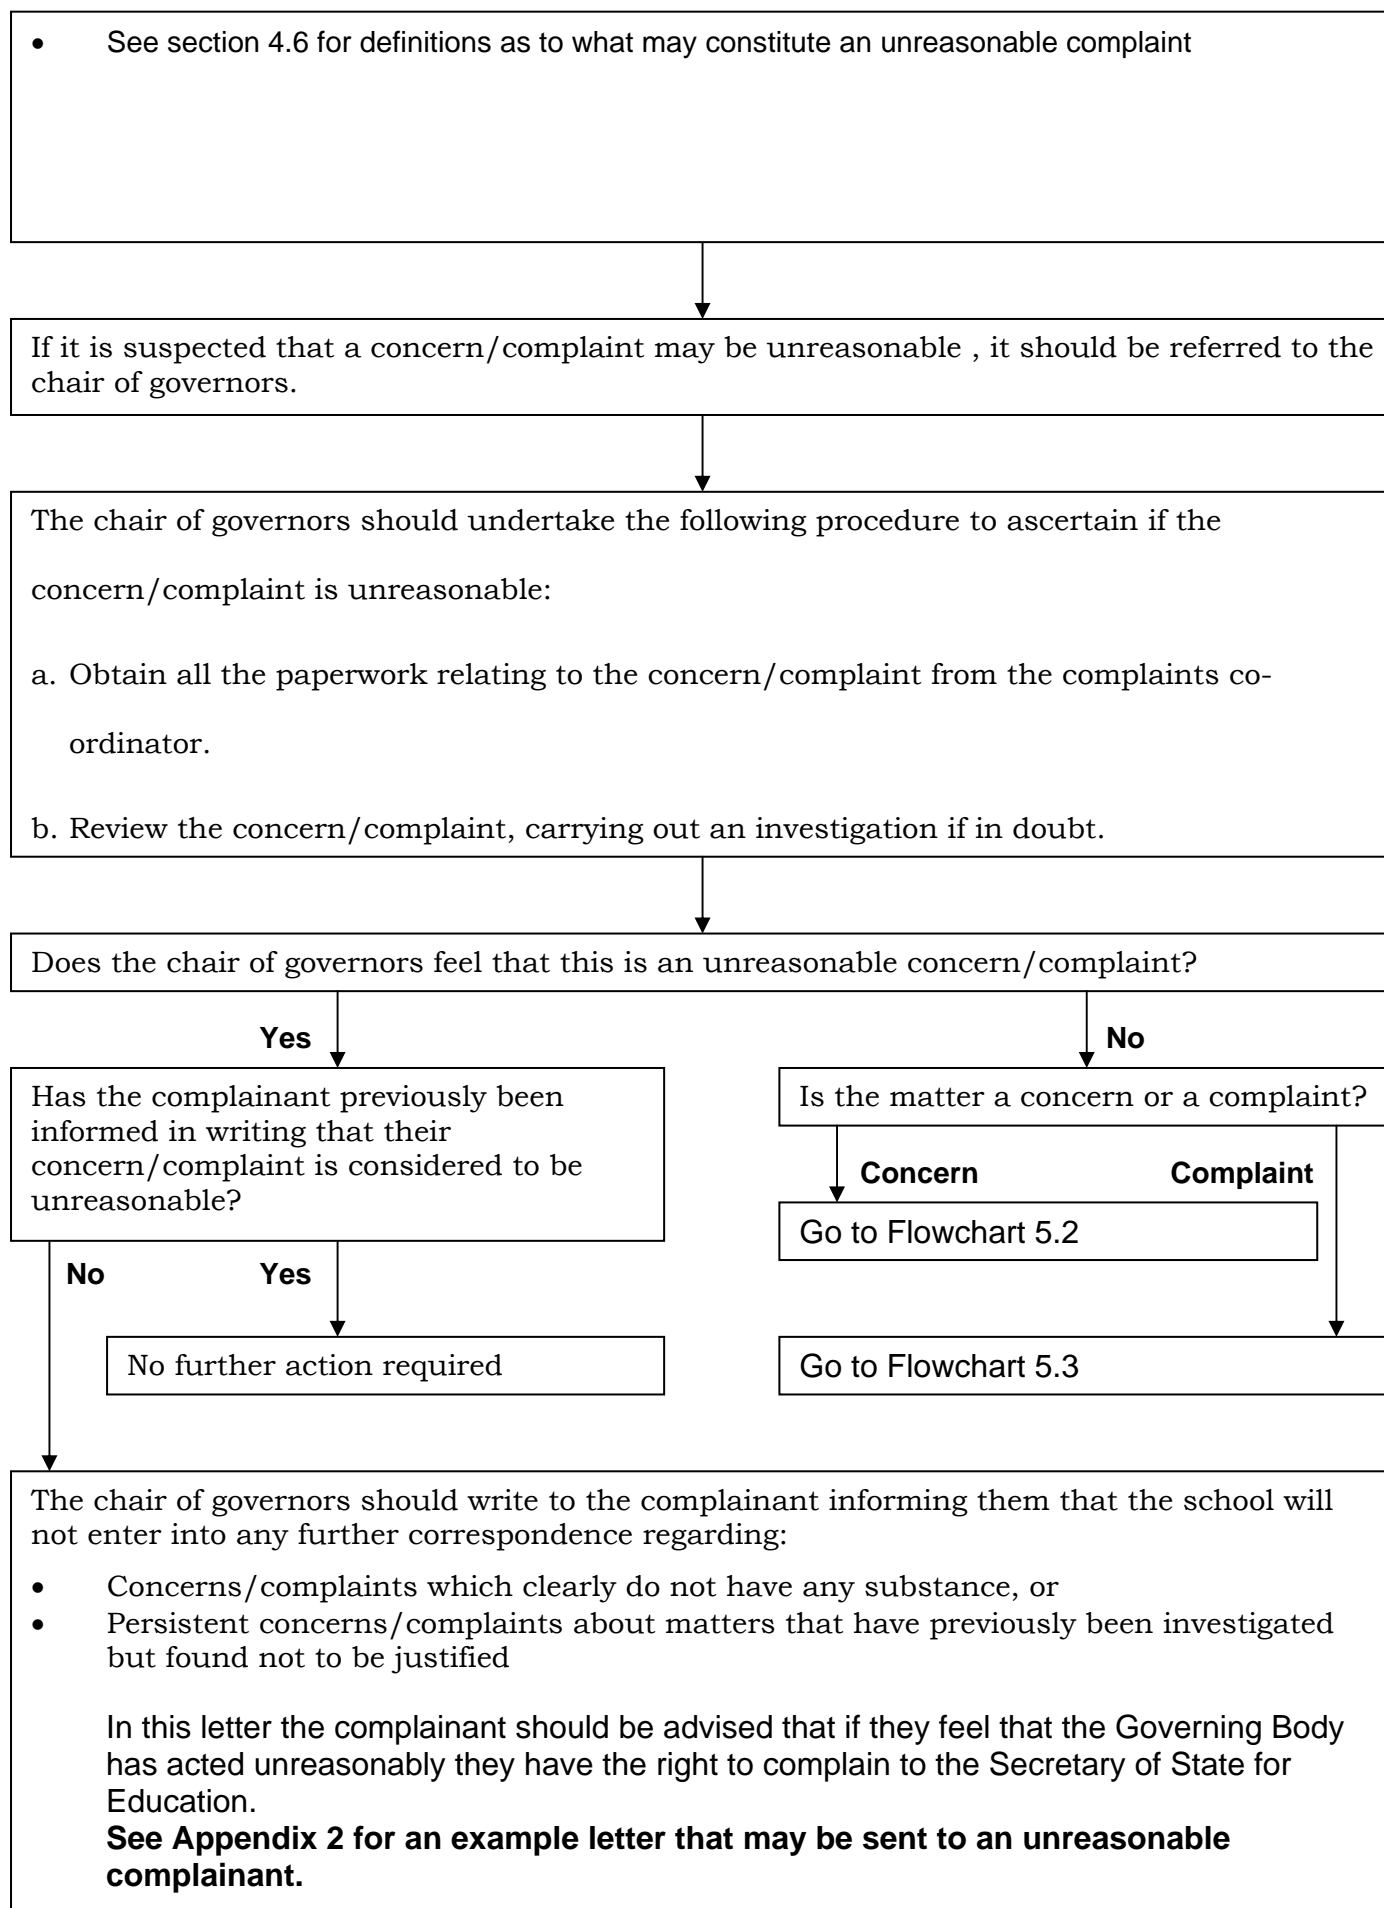 • See section 4.6 for definitions as to what may constitute an unreasonable complaint
If it is suspected that a concern/complaint may be unreasonable , it should be referred to the
chair of governors.
The chair of governors should undertake the following procedure to ascertain if the
concern/complaint is unreasonable:
a. Obtain all the paperwork relating to the concern/complaint from the complaints co-
ordinator.
b. Review the concern/complaint, carrying out an investigation if in doubt.
Does the chair of governors feel that this is an unreasonable concern/complaint?
Yes
No
Has the complainant previously been
informed in writing that their
concern/complaint is considered to be
unreasonable?
Is the matter a concern or a complaint?
Concern
Complaint
Go to Flowchart 5.2
No
Yes
No further action required
Go to Flowchart 5.3
The chair of governors should write to the complainant informing them that the school will
not enter into any further correspondence regarding:
• Concerns/complaints which clearly do not have any substance, or
• Persistent concerns/complaints about matters that have previously been investigated
but found not to be justified
In this letter the complainant should be advised that if they feel that the Governing Body
has acted unreasonably they have the right to complain to the Secretary of State for
Education.
See Appendix 2 for an example letter that may be sent to an unreasonable
complainant.